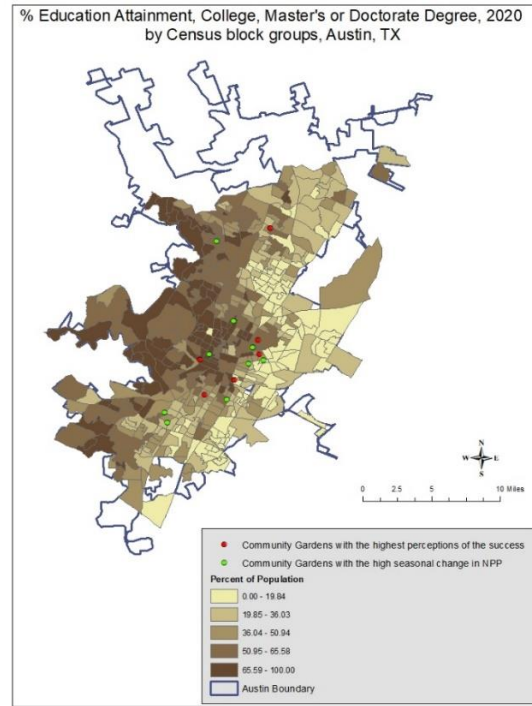 % Education Attainment, College, Master's or Doctorate Degree, 2020
by Census block groups, Austin, TX
N
W E
S
0 2.5 5 10 Miles
Community Gardens with the highest perceptions of the success
Community Gardens with the high seasonal change in NPP
Percent of Population
0.00 - 19.84
19.85 - 36.03
36.04 - 50.94
50.95 - 65.58
65.59 - 100.00
Austin Boundary